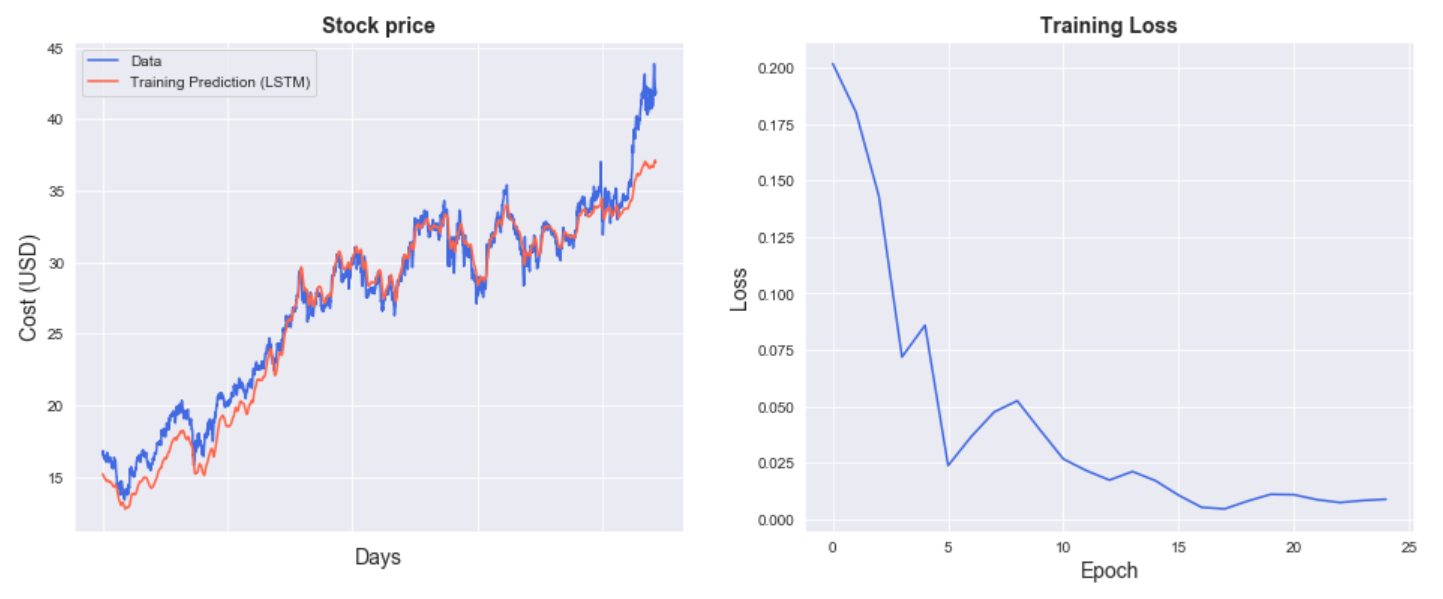 Stock price
Data
Training Prediction (LSTM)
45
40
35
30
25
20
15
Cost (USD)
Days
Training Loss
0.200
0.175
0.150
0.125
0.100
0.075
0.050
0.025
0.000
Loss
0 5 10 15 20 25
Epoch